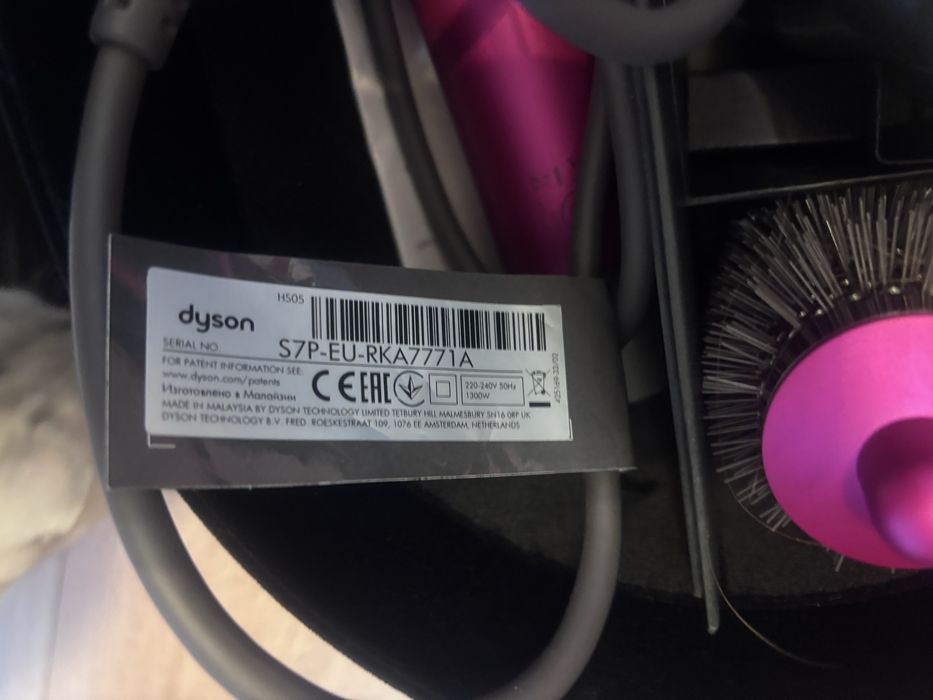 HS05
dyson
SERIAL NO.
S7P-EU-RKA7771A
FOR PATENT INFORMATION SEE:
www.dyson.com/patents
Изготовлено в Малайзии
CE EAC
220-240V 50Hz
1300W
MADE IN MALAYSIA BY DYSON TECHNOLOGY LIMITED TETBURY HILL MALMESBURY SN16 0RP UK
DYSON TECHNOLOGY B.V. FRED. ROESKESTRAAT 109, 1076 EE AMSTERDAM, NETHERLANDS